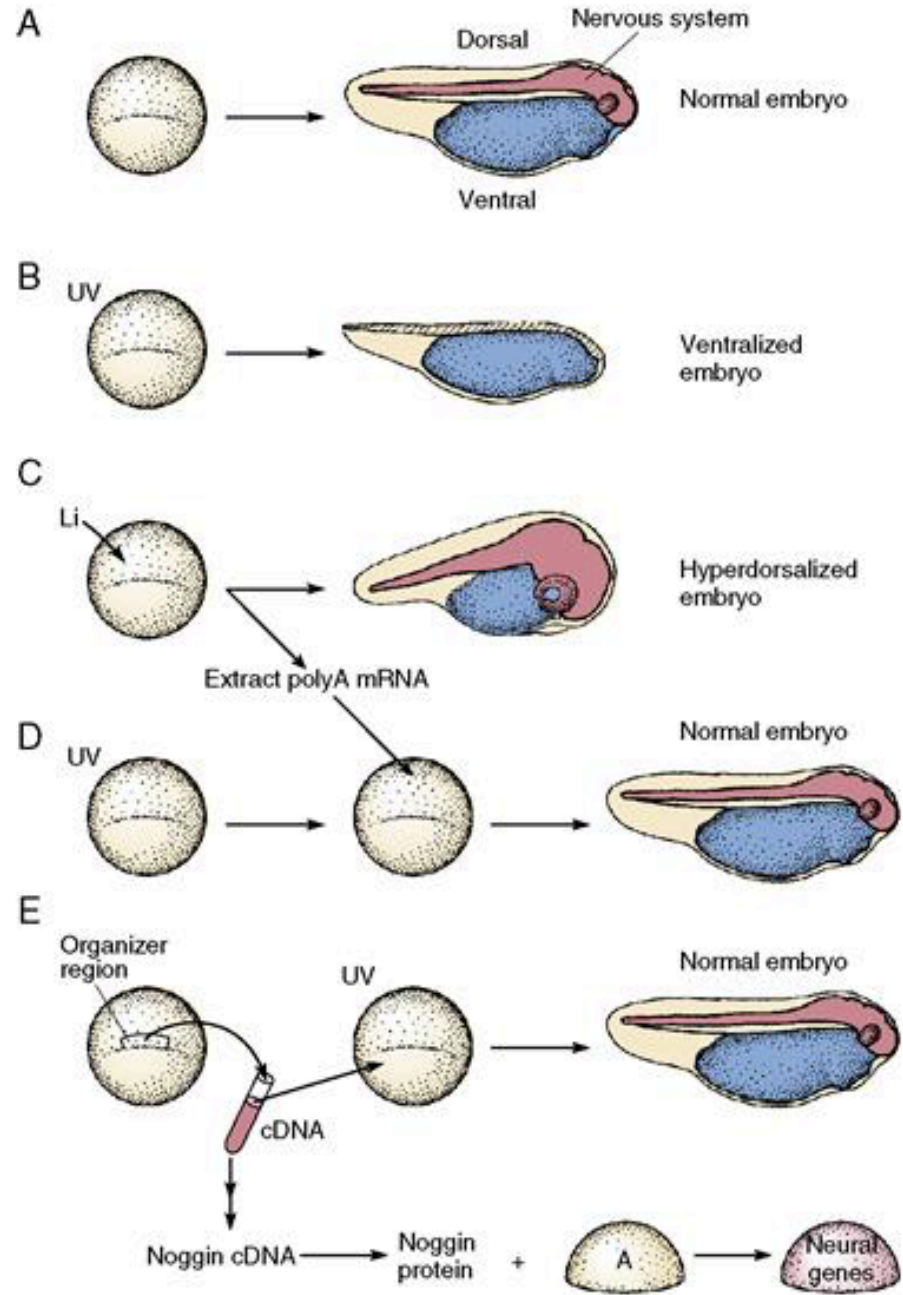 A
Nervous system
Dorsal
Normal embryo
Ventral
B
UV
Ventralized
embryo
C
Li
Hyperdorsalized
embryo
Extract polyA mRNA
D
UV
Normal embryo
E
Organizer
region
UV
Normal embryo
cDNA
Noggin cDNA
Noggin
protein
+
A
Neural
genes